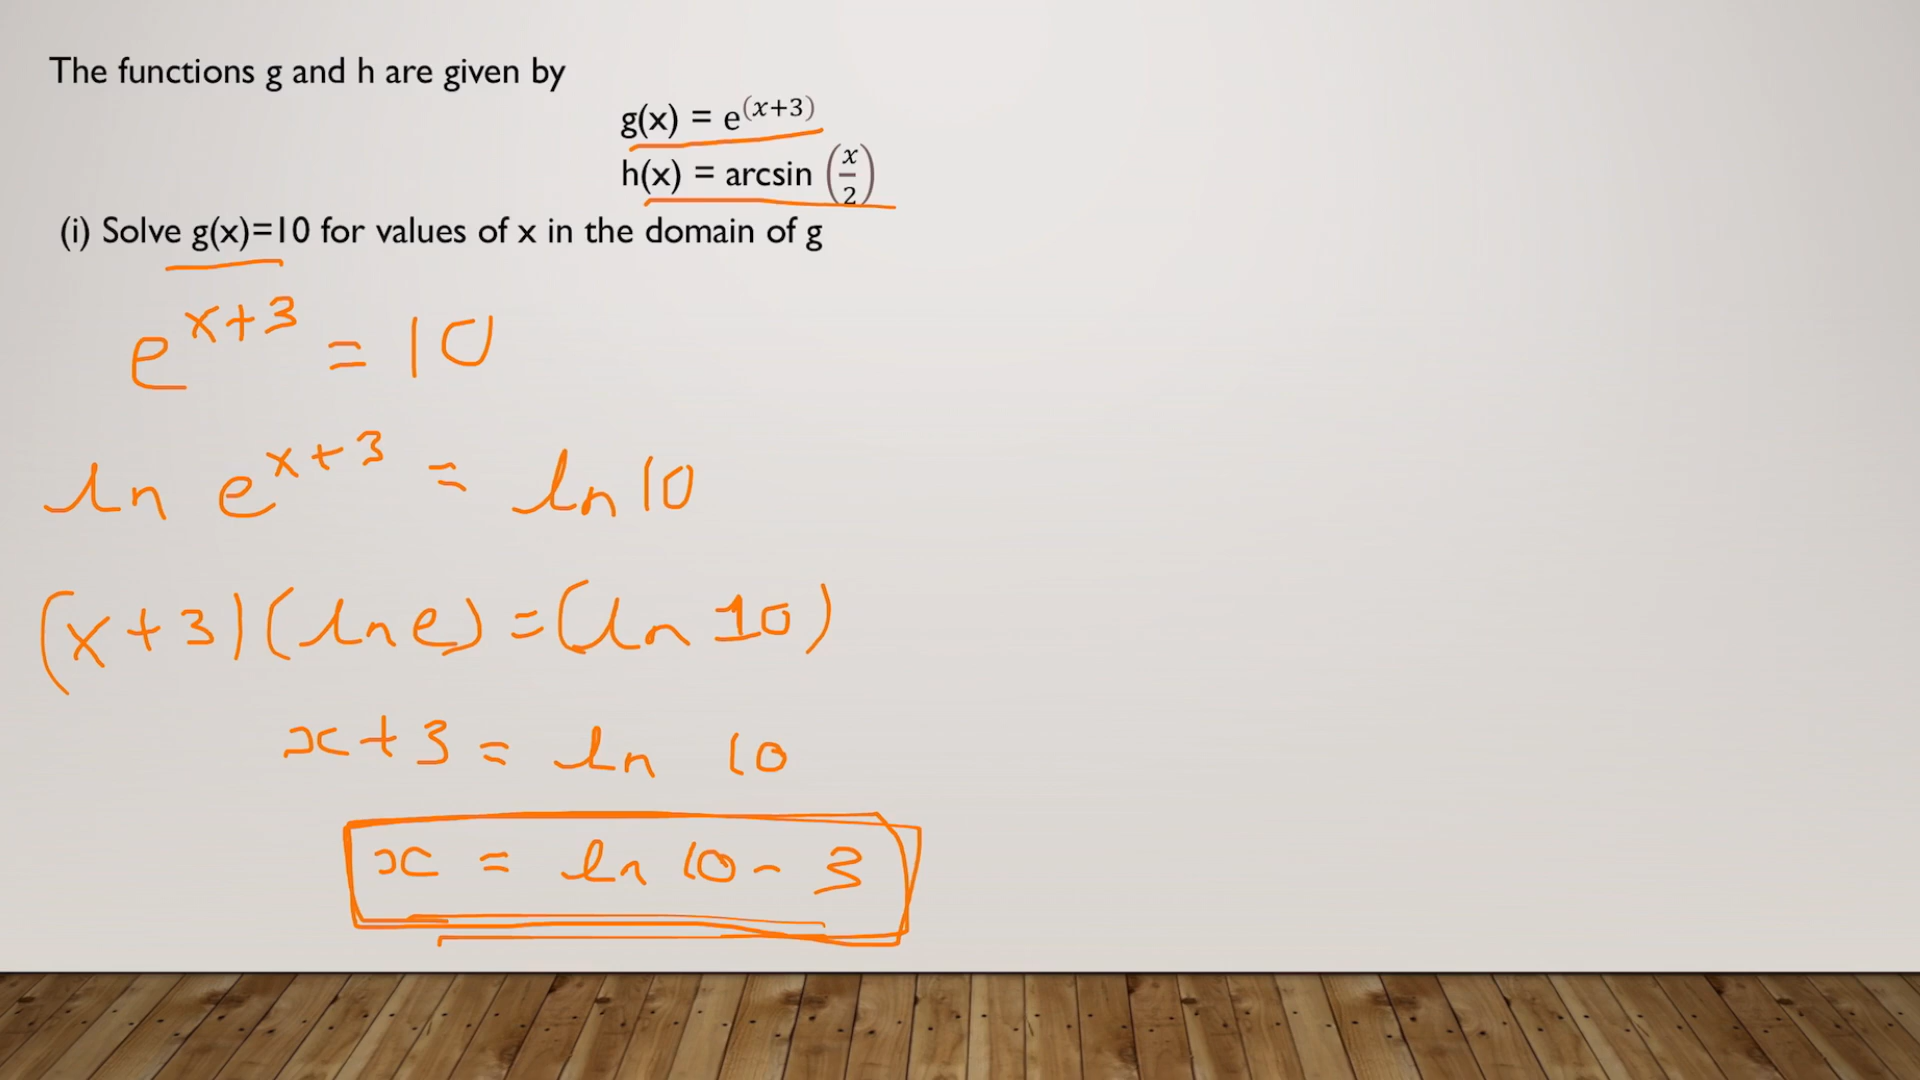 The functions g and h are given by
g(x) = e^(x+3)
h(x) = arcsin (x/2)
(i) Solve g(x)=10 for values of x in the domain of g
e^x+3 = 10
ln e^x+3 = ln 10
(x+3)(ln e) = (ln 10)
x+3 = ln 10
x = ln 10 - 3